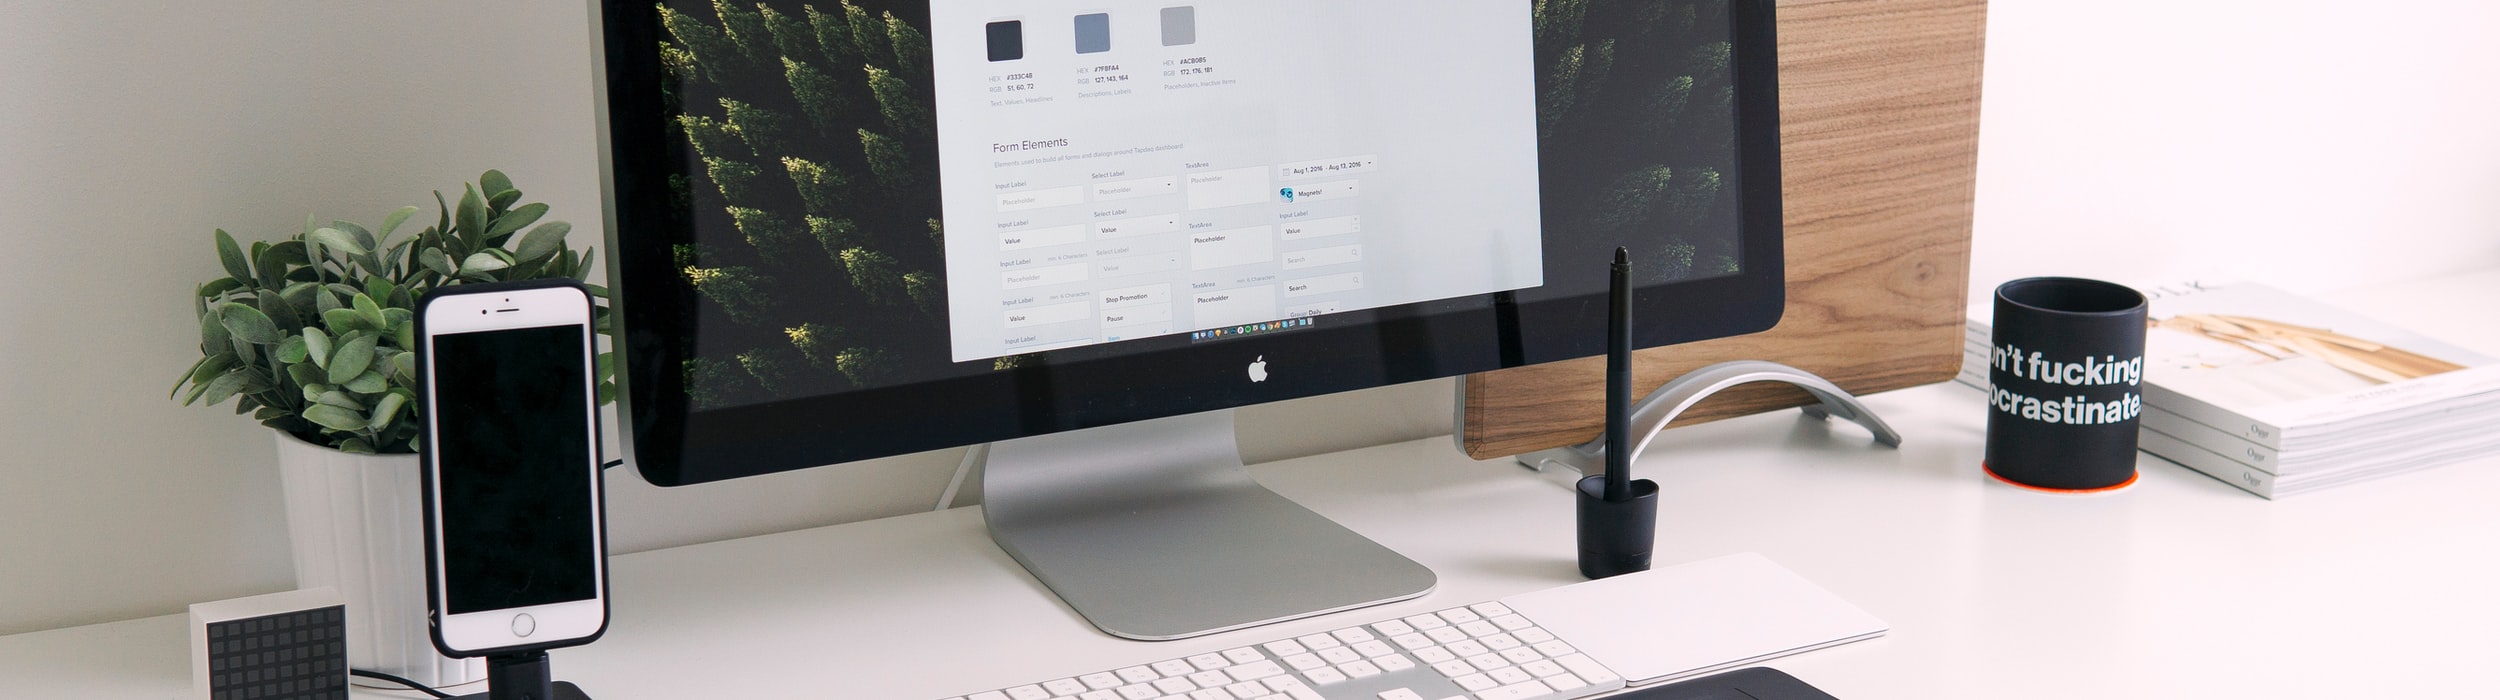 HEX #333C48
RGB 51, 60, 72
Text, Values, Headlines
HEX #7F8FA4
RGB 127, 143, 164
Descriptions, Labels
HEX #ACB0B5
RGB 172, 176, 181
Placeholders, Inactive Items
Form Elements
Elements used to build all forms and dialogs around Tapdaq dashboard
Input Label
Placeholder
Select Label
Placeholder
TextArea
Placeholder
Aug 1, 2016 - Aug 13, 2016
Magnets!
Input Label
Value
Select Label
Value
TextArea
Placeholder
Input Label
Value
Input Label
min. 6 Characters
Placeholder
Select Label
Value
Search
Input Label
min. 6 Characters
Value
Stop Promotion
Pause
TextArea
min. 6 Characters
Placeholder
Search
Group: Daily
Input Label
on't fucking
ocrastinate.